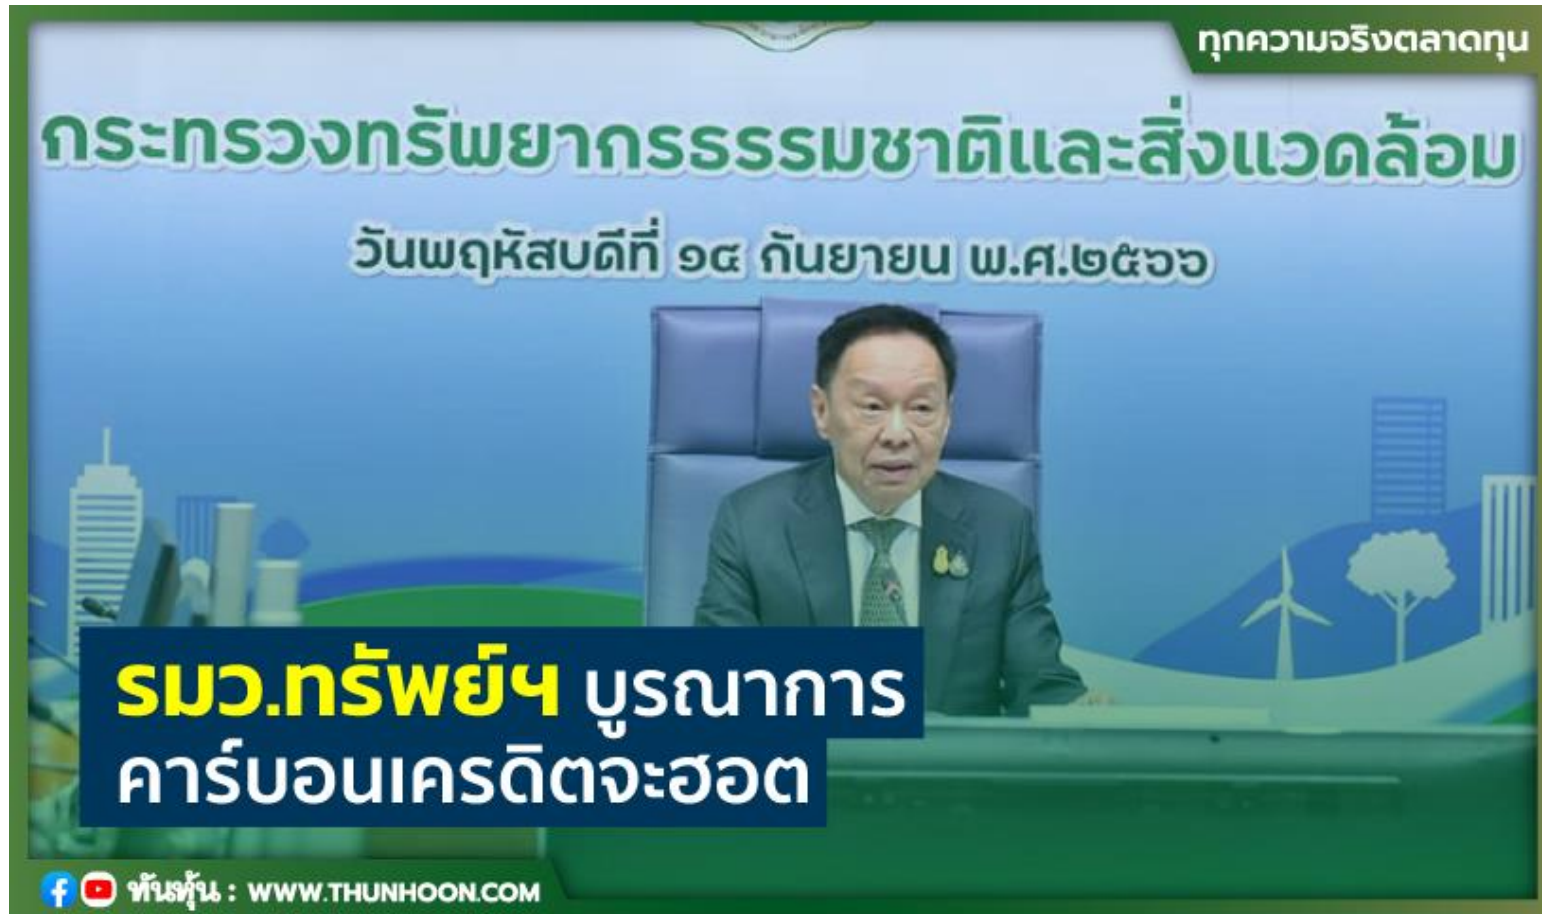 ทุกความจริงตลาดทุน
กระทรวงทรัพยากรธรรมชาติและสิ่งแวดล้อม
วันพฤหัสบดีที่ ๑๔ กันยายน พ.ศ.๒๕๖๖
รมว.ทรัพย์ฯ บูรณาการ
คาร์บอนเครดิตจะฮอต
ทันหุ้น : WWW.THUNHOON.COM